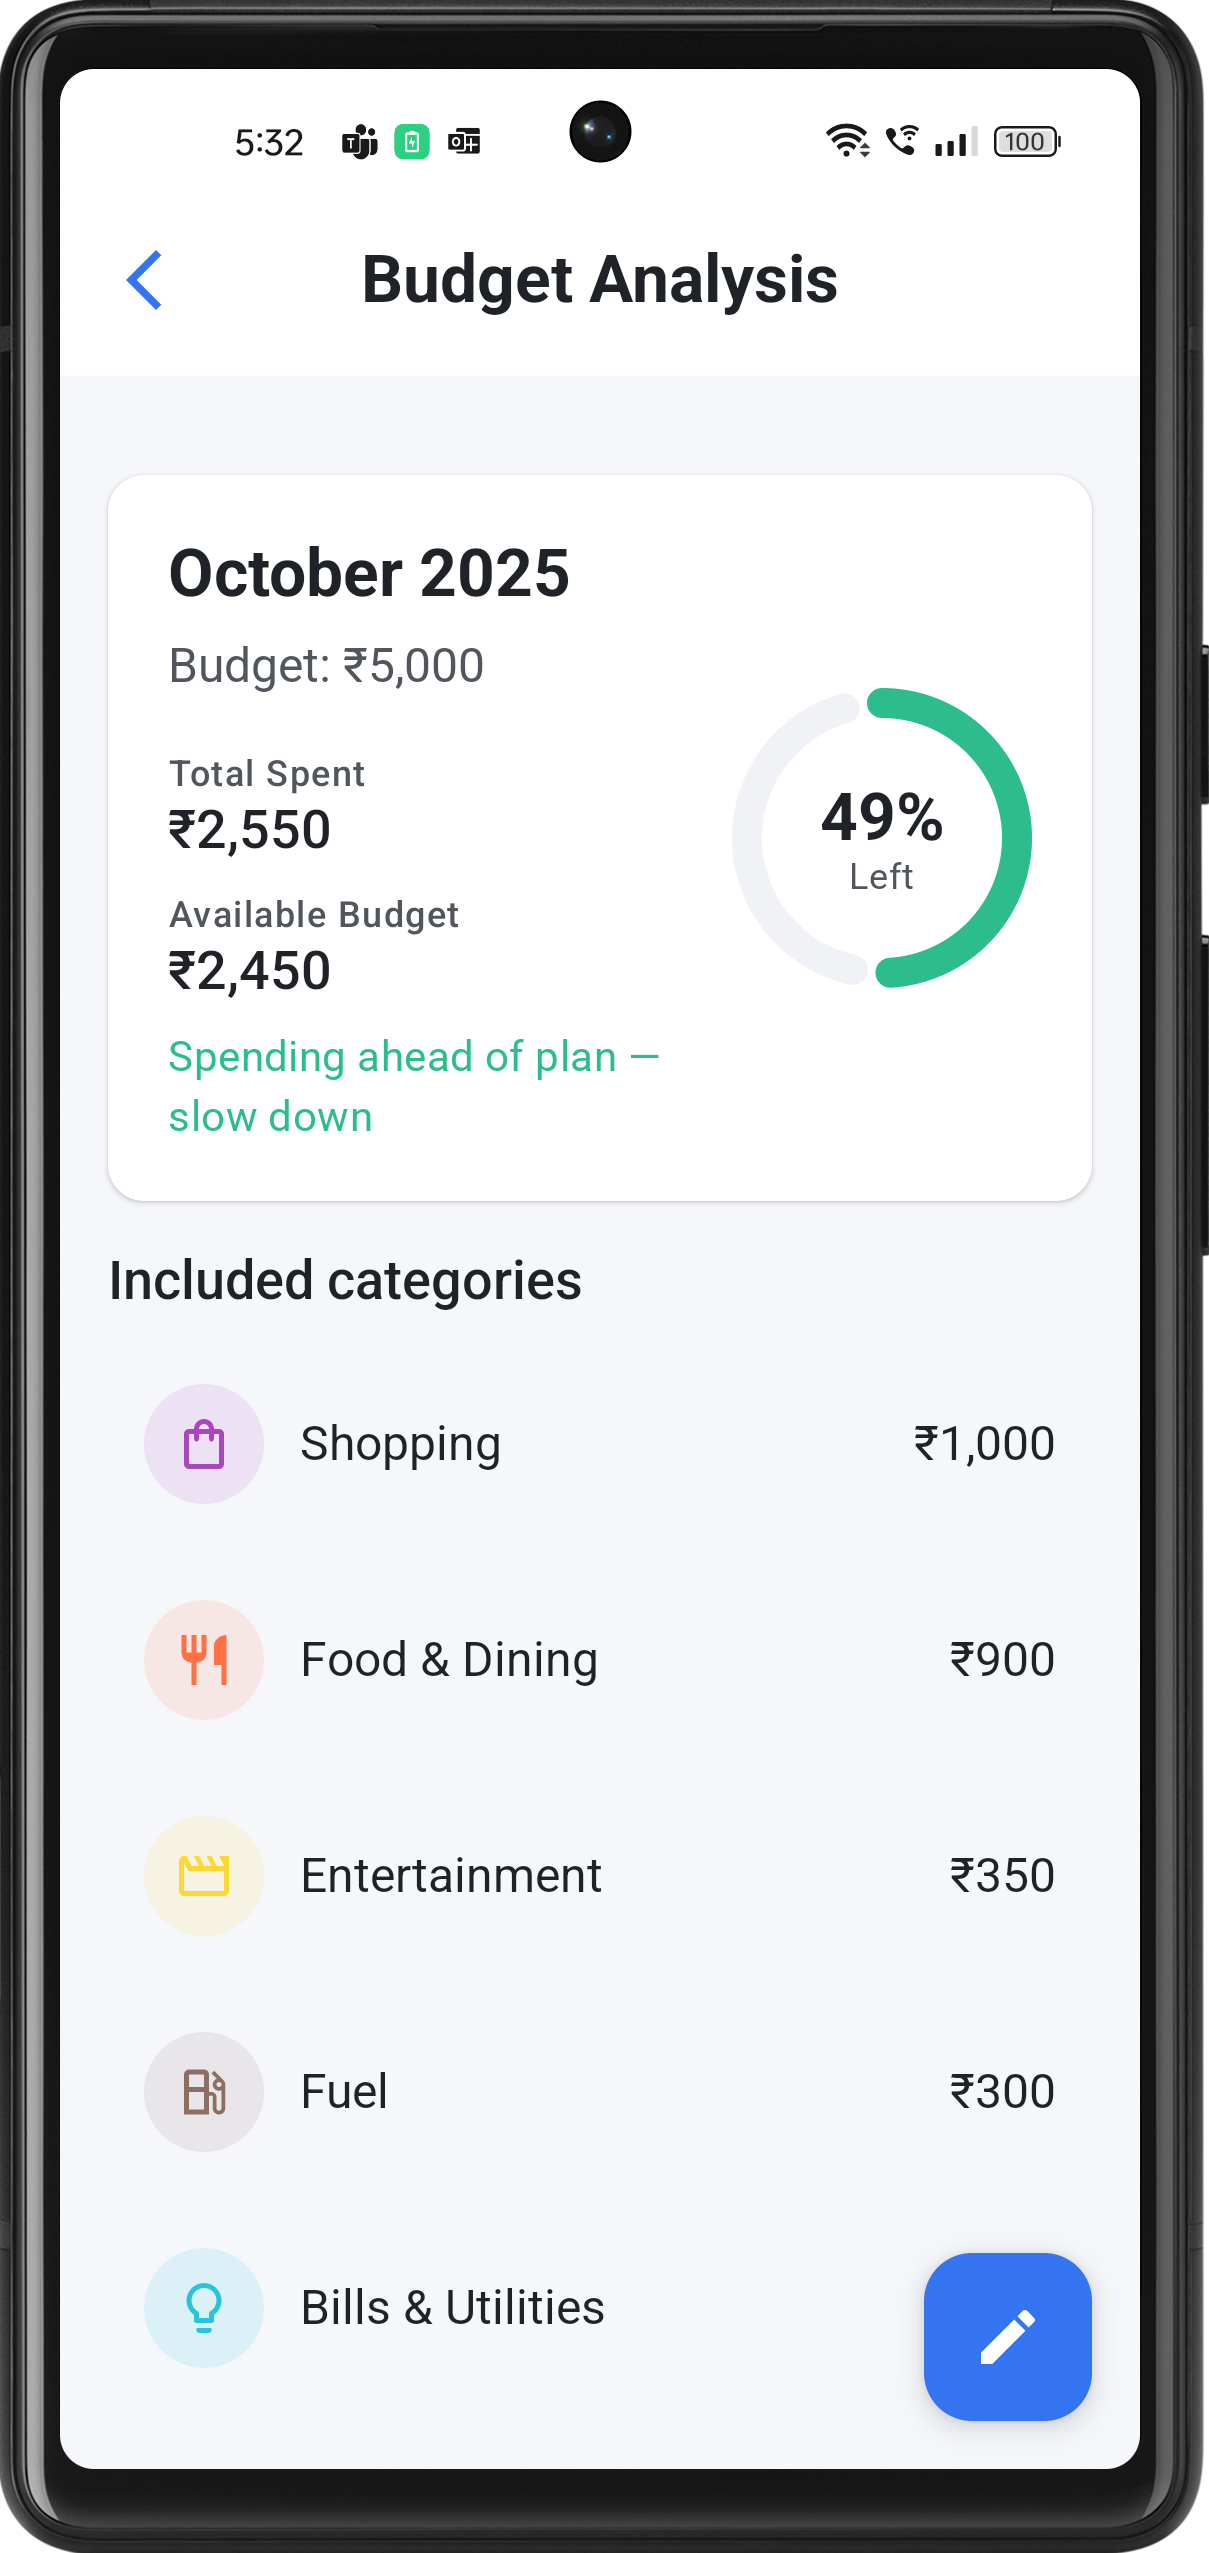 5:32
100
Budget Analysis
October 2025
Budget: ₹5,000
Total Spent
₹2,550
Available Budget
₹2,450
Spending ahead of plan —
slow down
49%
Left
Included categories
Shopping ₹1,000
Food & Dining ₹900
Entertainment ₹350
Fuel ₹300
Bills & Utilities